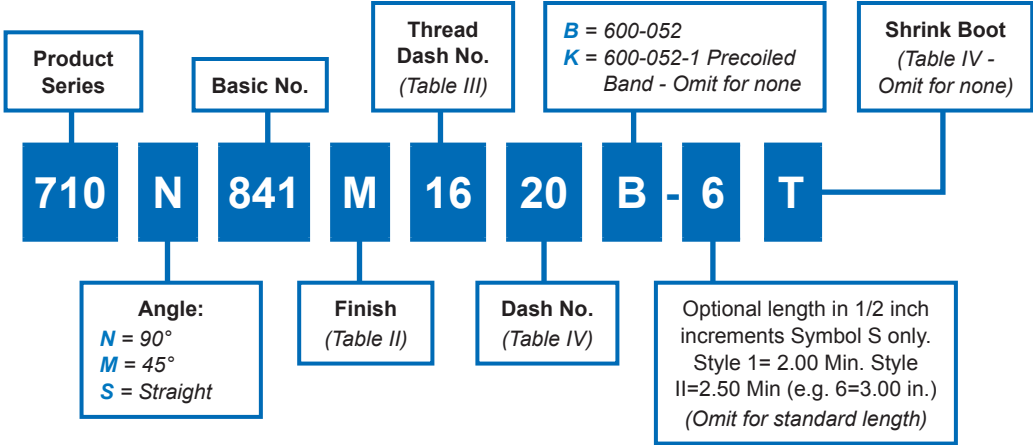 Product
Series
Basic No.
Thread
Dash No.
(Table III)
B = 600-052
K = 600-052-1 Precoiled
Band - Omit for none
Shrink Boot
(Table IV -
Omit for none)
710 N 841 M 16 20 B - 6 T
Angle:
N = 90°
M = 45°
S = Straight
Finish
(Table II)
Dash No.
(Table IV)
Optional length in 1/2 inch
increments Symbol S only.
Style 1= 2.00 Min. Style
II=2.50 Min (e.g. 6=3.00 in.)
(Omit for standard length)